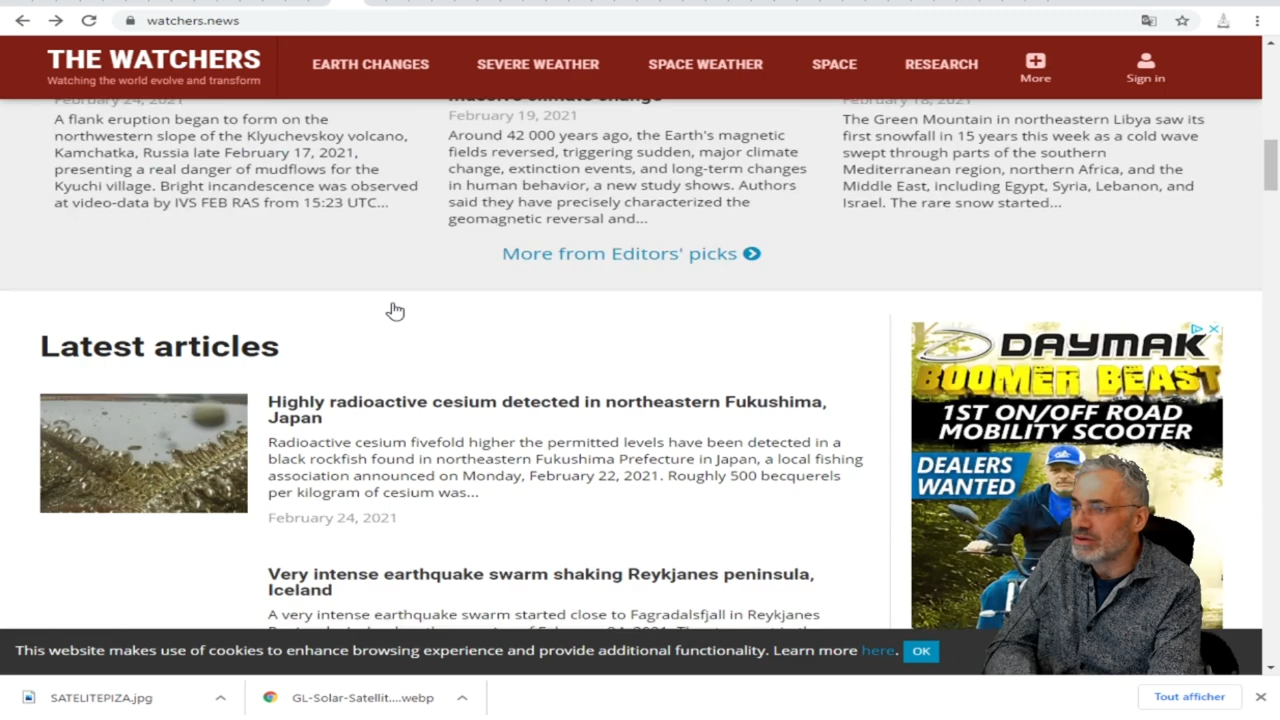 watchers.news
THE WATCHERS
Watching the world evolve and transform
EARTH CHANGES
SEVERE WEATHER
SPACE WEATHER
SPACE
RESEARCH
More
Sign in
February 24, 2021
A flank eruption began to form on the
northwestern slope of the Klyuchevskoy volcano,
Kamchatka, Russia late February 17, 2021,
presenting a real danger of mudflows for the
Kyuchi village. Bright incandescence was observed
at video-data by IVS FEB RAS from 15:23 UTC...
massive climate change
February 19, 2021
Around 42 000 years ago, the Earth's magnetic
fields reversed, triggering sudden, major climate
change, extinction events, and long-term changes
in human behavior, a new study shows. Authors
said they have precisely characterized the
geomagnetic reversal and...
February 18, 2021
The Green Mountain in northeastern Libya saw its
first snowfall in 15 years this week as a cold wave
swept through parts of the southern
Mediterranean region, northern Africa, and the
Middle East, including Egypt, Syria, Lebanon, and
Israel. The rare snow started...
More from Editors' picks
Latest articles
Highly radioactive cesium detected in northeastern Fukushima,
Japan
Radioactive cesium fivefold higher the permitted levels have been detected in a
black rockfish found in northeastern Fukushima Prefecture in Japan, a local fishing
association announced on Monday, February 22, 2021. Roughly 500 becquerels
per kilogram of cesium was...
February 24, 2021
Very intense earthquake swarm shaking Reykjanes peninsula,
Iceland
A very intense earthquake swarm started close to Fagradalsfjall in Reykjanes
DAYMAK
BOOMER BEAST
1ST ON/OFF ROAD
MOBILITY SCOOTER
DEALERS
WANTED
This website makes use of cookies to enhance browsing experience and provide additional functionality. Learn more here.
OK
SATELITEPIZA.jpg
GL-Solar-Satellit....webp
Tout afficher